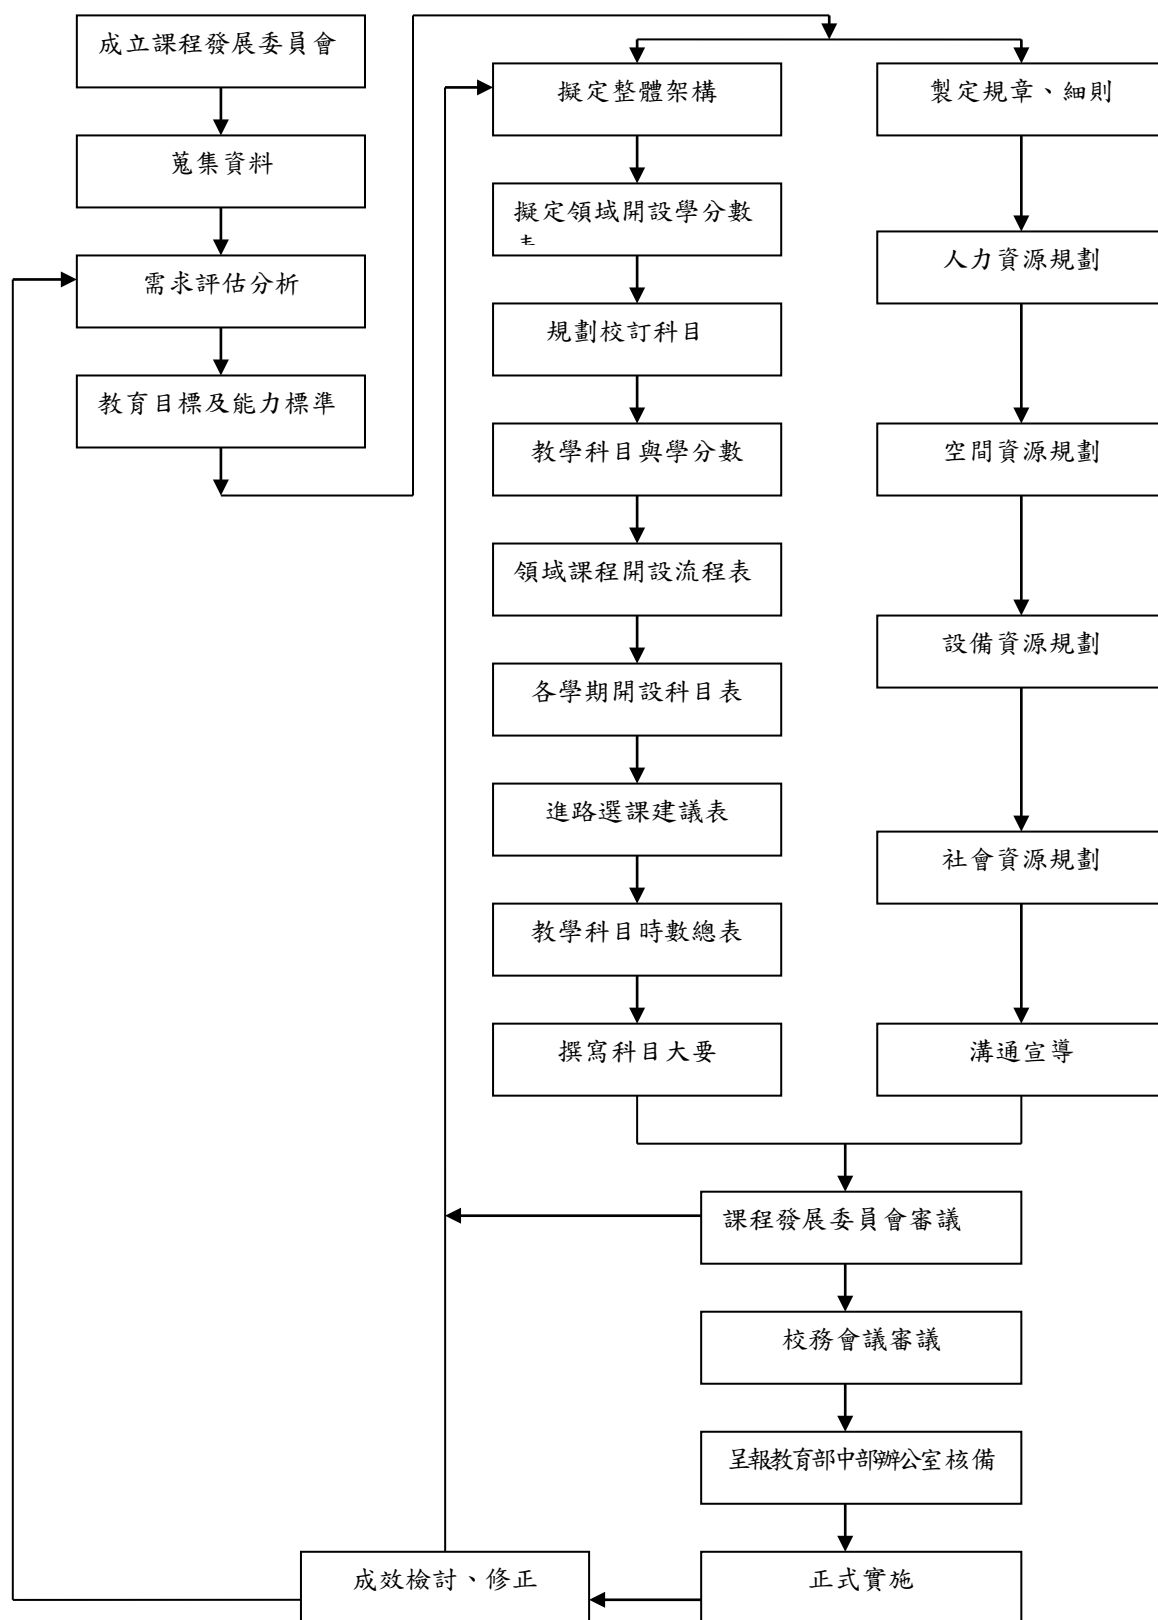 成立課程發展委員會
蒐集資料
需求評估分析
教育目標及能力標準
擬定整體架構
擬定領域開設學分數
規劃校訂科目
教學科目與學分數
領域課程開設流程表
各學期開設科目表
進路選課建議表
教學科目時數總表
撰寫科目大要
製定規章、細則
人力資源規劃
空間資源規劃
設備資源規劃
社會資源規劃
溝通宣導
課程發展委員會審議
校務會議審議
呈報教育部中部辦公室核備
正式實施
成效檢討、修正